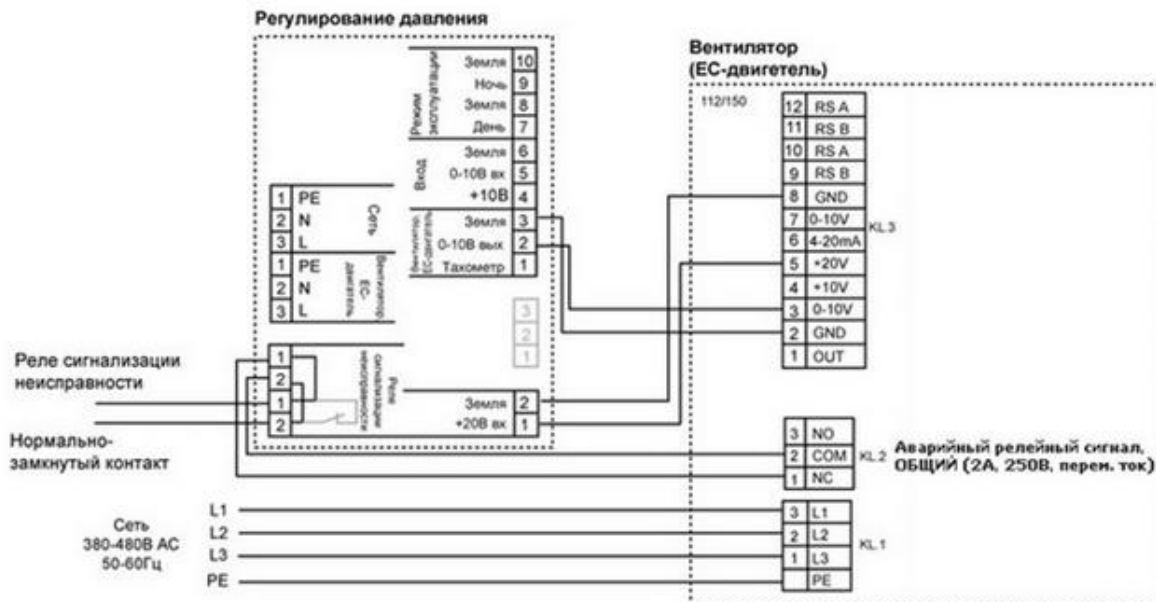 Регулирование давления
Земля 10
Ночь 9
Земля 8
День 7
Режим
эксплуатации
Земля 6
0-10В вх 5
+10В 4
Вход
Земля 3
0-10В вых 2
Тахометр 1
Вентилятор-
ЕС-двигатель
1 PE
2 N
3 L
Сеть
1 PE
2 N
3 L
Вентилятор
ЕС-
двигатель
3
2
1
Реле сигнализации
неисправности
Нормально-
замкнутый контакт
1
2
1
2
Реле
сигнализации
неисправности
Земля 2
+20В вх 1
Сеть
380-480В АС
50-60Гц
L1
L2
L3
PE
Вентилятор
(ЕС-двигетель)
112/150
12 RS A
11 RS B
10 RS A
9 RS B
8 GND
7 0-10V
6 4-20mA
5 +20V
4 +10V
3 0-10V
2 GND
1 OUT
KL.3
3 NO
2 COM
1 NC
KL.2
Аварийный релейный сигнал,
ОБЩИЙ (2А, 250В, перем. ток)
3 L1
2 L2
1 L3
PE
KL.1